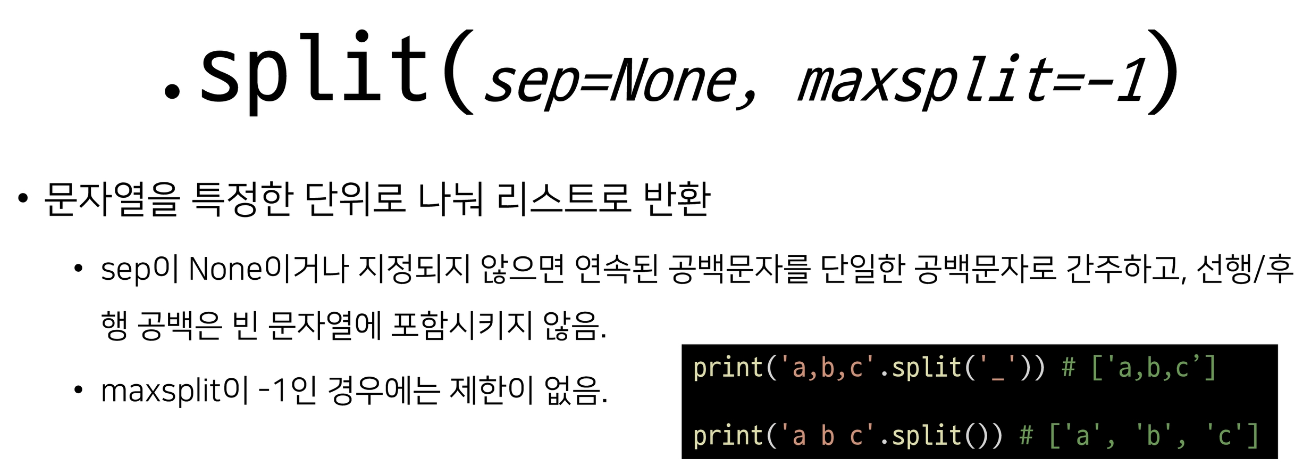 .split(sep=None, maxsplit=-1)
• 문자열을 특정한 단위로 나눠 리스트로 반환
• sep이 None이거나 지정되지 않으면 연속된 공백문자를 단일한 공백문자로 간주하고, 선행/후
행 공백은 빈 문자열에 포함시키지 않음.
• maxsplit이 -1인 경우에는 제한이 없음.
print('a,b,c'.split('_')) # ['a,b,c’]
print('a b c'.split()) # ['a', 'b', 'c']